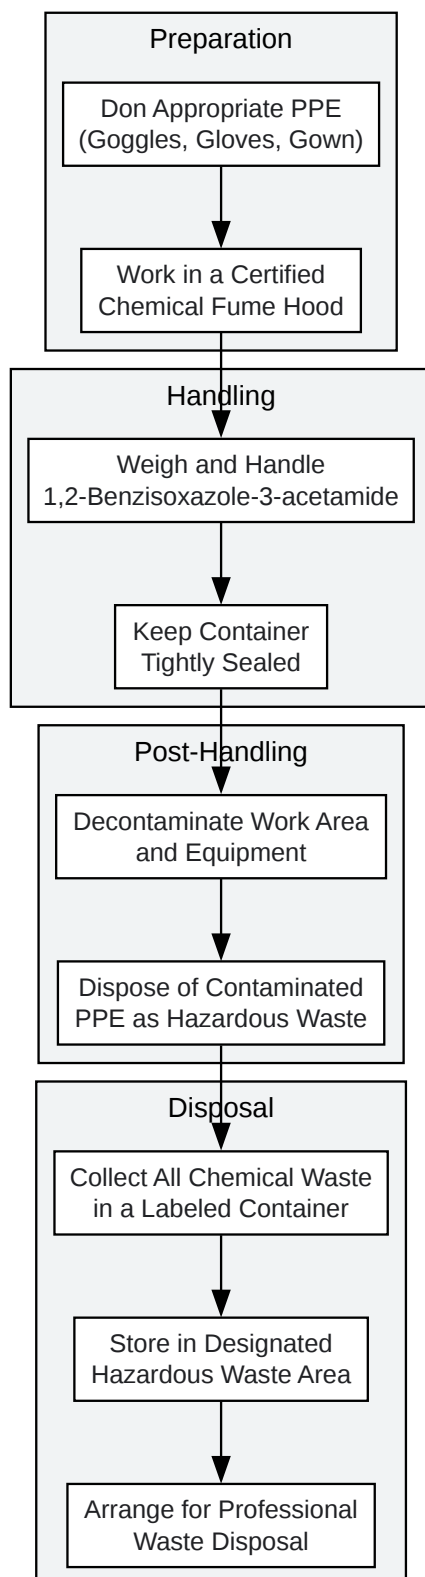 Preparation
Don Appropriate PPE
(Goggles, Gloves, Gown)
Work in a Certified
Chemical Fume Hood
Handling
Weigh and Handle
1,2-Benzisoxazole-3-acetamide
Keep Container
Tightly Sealed
Post-Handling
Decontaminate Work Area
and Equipment
Dispose of Contaminated
PPE as Hazardous Waste
Disposal
Collect All Chemical Waste
in a Labeled Container
Store in Designated
Hazardous Waste Area
Arrange for Professional
Waste Disposal